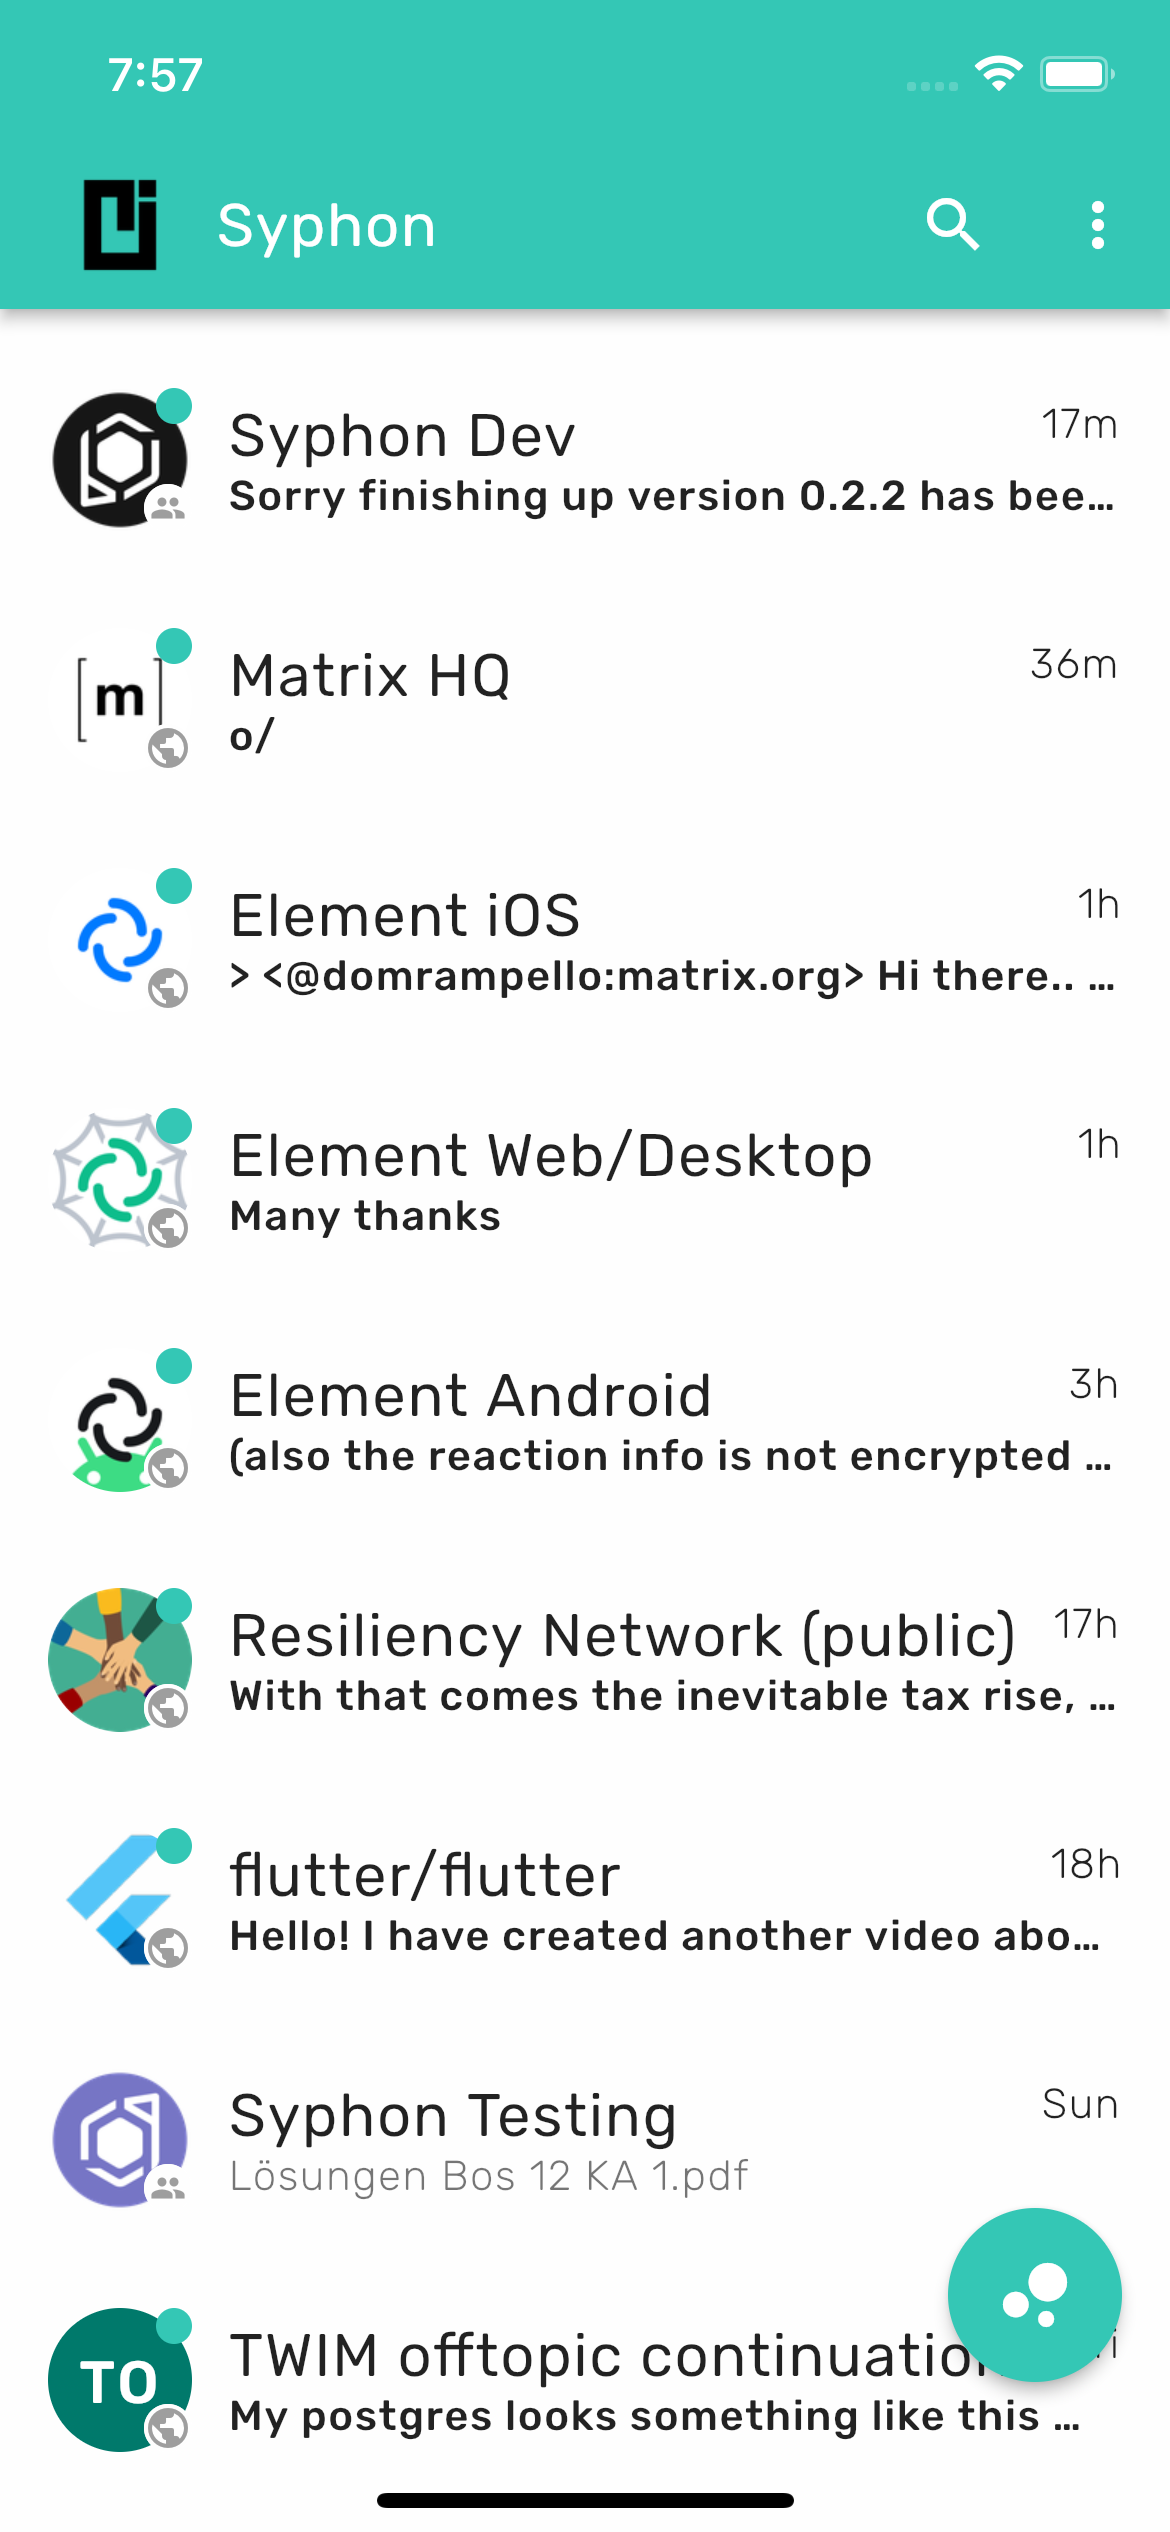 7:57
Syphon
Syphon Dev
17m
Sorry finishing up version 0.2.2 has bee…
[m]
Matrix HQ
36m
o/
Element iOS
1h
> <@domrampello:matrix.org> Hi there.. …
Element Web/Desktop
1h
Many thanks
Element Android
3h
(also the reaction info is not encrypted …
Resiliency Network (public)
17h
With that comes the inevitable tax rise, …
flutter/flutter
18h
Hello! I have created another video abo…
Syphon Testing
Sun
Lösungen Bos 12 KA 1.pdf
TO
TWIM offtopic
My postgres looks something like this …